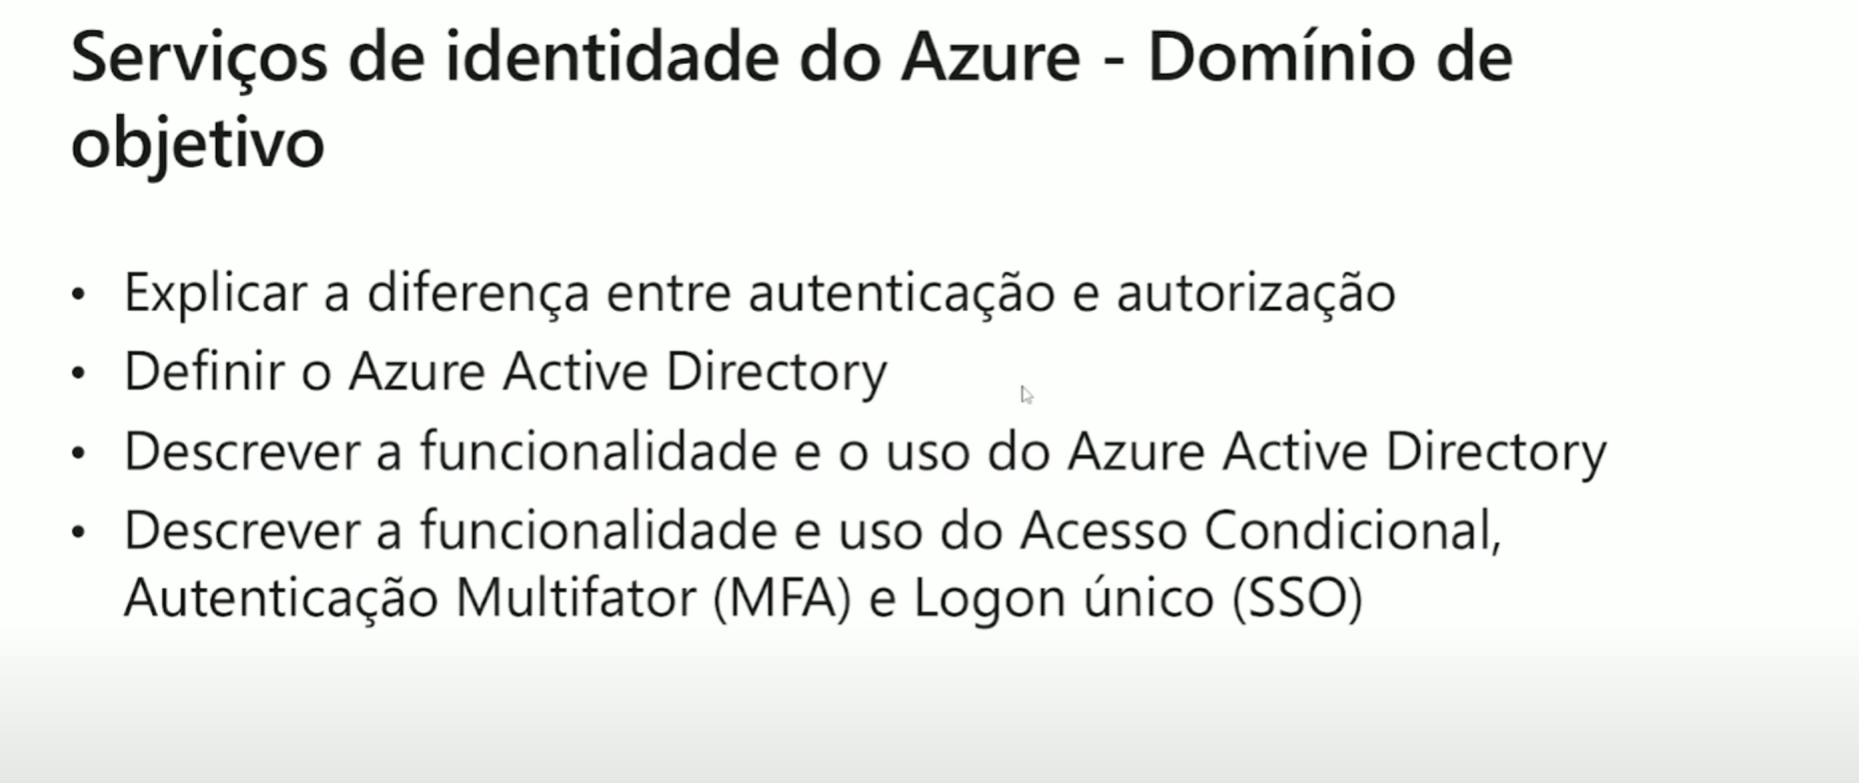 Serviços de identidade do Azure - Domínio de
objetivo
• Explicar a diferença entre autenticação e autorização
• Definir o Azure Active Directory
• Descrever a funcionalidade e o uso do Azure Active Directory
• Descrever a funcionalidade e uso do Acesso Condicional,
Autenticação Multifator (MFA) e Logon único (SSO)